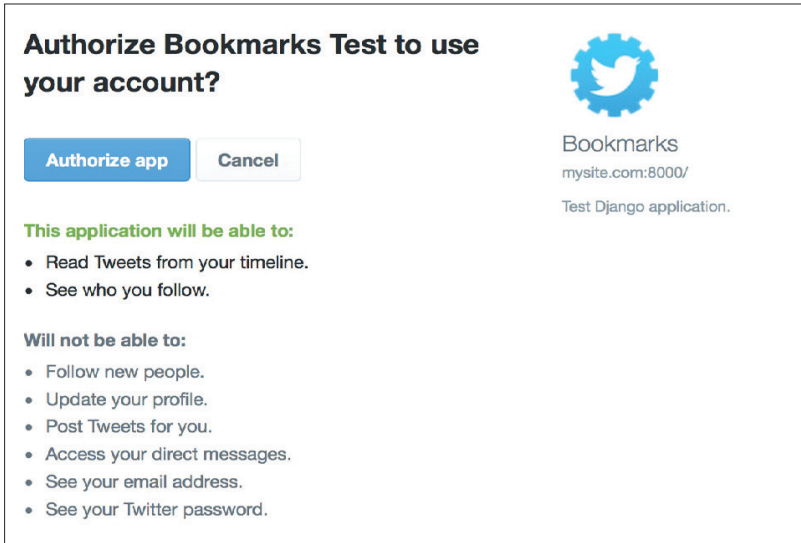 Authorize Bookmarks Test to use
your account?
Authorize app
Cancel
This application will be able to:
• Read Tweets from your timeline.
• See who you follow.
Will not be able to:
• Follow new people.
• Update your profile.
• Post Tweets for you.
• Access your direct messages.
• See your email address.
• See your Twitter password.
Bookmarks
mysite.com:8000/
Test Django application.